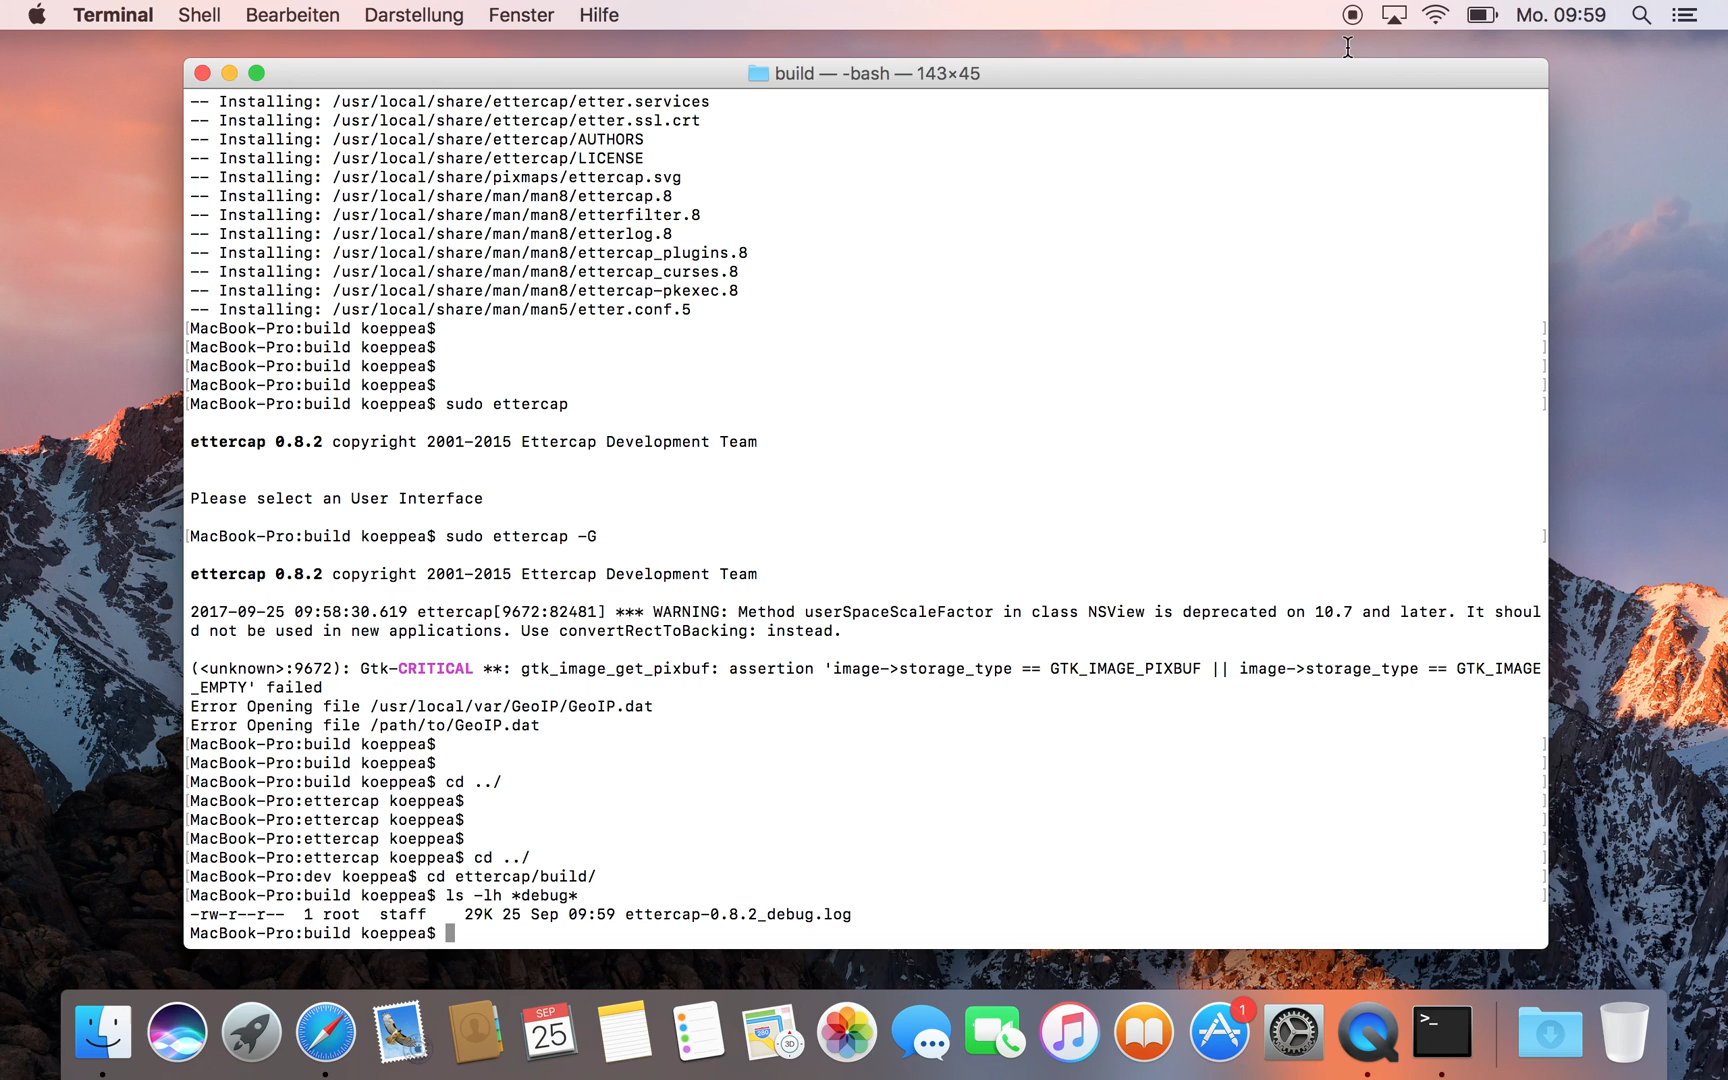 Terminal Shell Bearbeiten Darstellung Fenster Hilfe Mo. 09:59
build — -bash — 143×45
-- Installing: /usr/local/share/ettercap/etter.services
-- Installing: /usr/local/share/ettercap/etter.ssl.crt
-- Installing: /usr/local/share/ettercap/AUTHORS
-- Installing: /usr/local/share/ettercap/LICENSE
-- Installing: /usr/local/share/pixmaps/ettercap.svg
-- Installing: /usr/local/share/man/man8/ettercap.8
-- Installing: /usr/local/share/man/man8/etterfilter.8
-- Installing: /usr/local/share/man/man8/etterlog.8
-- Installing: /usr/local/share/man/man8/ettercap_plugins.8
-- Installing: /usr/local/share/man/man8/ettercap_curses.8
-- Installing: /usr/local/share/man/man8/ettercap-pkexec.8
-- Installing: /usr/local/share/man/man5/etter.conf.5
[MacBook-Pro:build koeppea$ ]
[MacBook-Pro:build koeppea$ ]
[MacBook-Pro:build koeppea$ ]
[MacBook-Pro:build koeppea$ ]
[MacBook-Pro:build koeppea$ sudo ettercap ]
ettercap 0.8.2 copyright 2001-2015 Ettercap Development Team
Please select an User Interface
[MacBook-Pro:build koeppea$ sudo ettercap -G ]
ettercap 0.8.2 copyright 2001-2015 Ettercap Development Team
2017-09-25 09:58:30.619 ettercap[9672:82481] *** WARNING: Method userSpaceScaleFactor in class NSView is deprecated on 10.7 and later. It shoul
d not be used in new applications. Use convertRectToBacking: instead.
(<unknown>:9672): Gtk-CRITICAL **: gtk_image_get_pixbuf: assertion 'image->storage_type == GTK_IMAGE_PIXBUF || image->storage_type == GTK_IMAGE
_EMPTY' failed
Error Opening file /usr/local/var/GeoIP/GeoIP.dat
Error Opening file /path/to/GeoIP.dat
[MacBook-Pro:build koeppea$ ]
[MacBook-Pro:build koeppea$ ]
[MacBook-Pro:build koeppea$ cd ../ ]
[MacBook-Pro:ettercap koeppea$ ]
[MacBook-Pro:ettercap koeppea$ ]
[MacBook-Pro:ettercap koeppea$ ]
[MacBook-Pro:ettercap koeppea$ cd ../ ]
[MacBook-Pro:dev koeppea$ cd ettercap/build/ ]
[MacBook-Pro:build koeppea$ ls -lh *debug* ]
-rw-r--r-- 1 root staff 29K 25 Sep 09:59 ettercap-0.8.2_debug.log
MacBook-Pro:build koeppea$
SEP
25
280
3D
1
>_